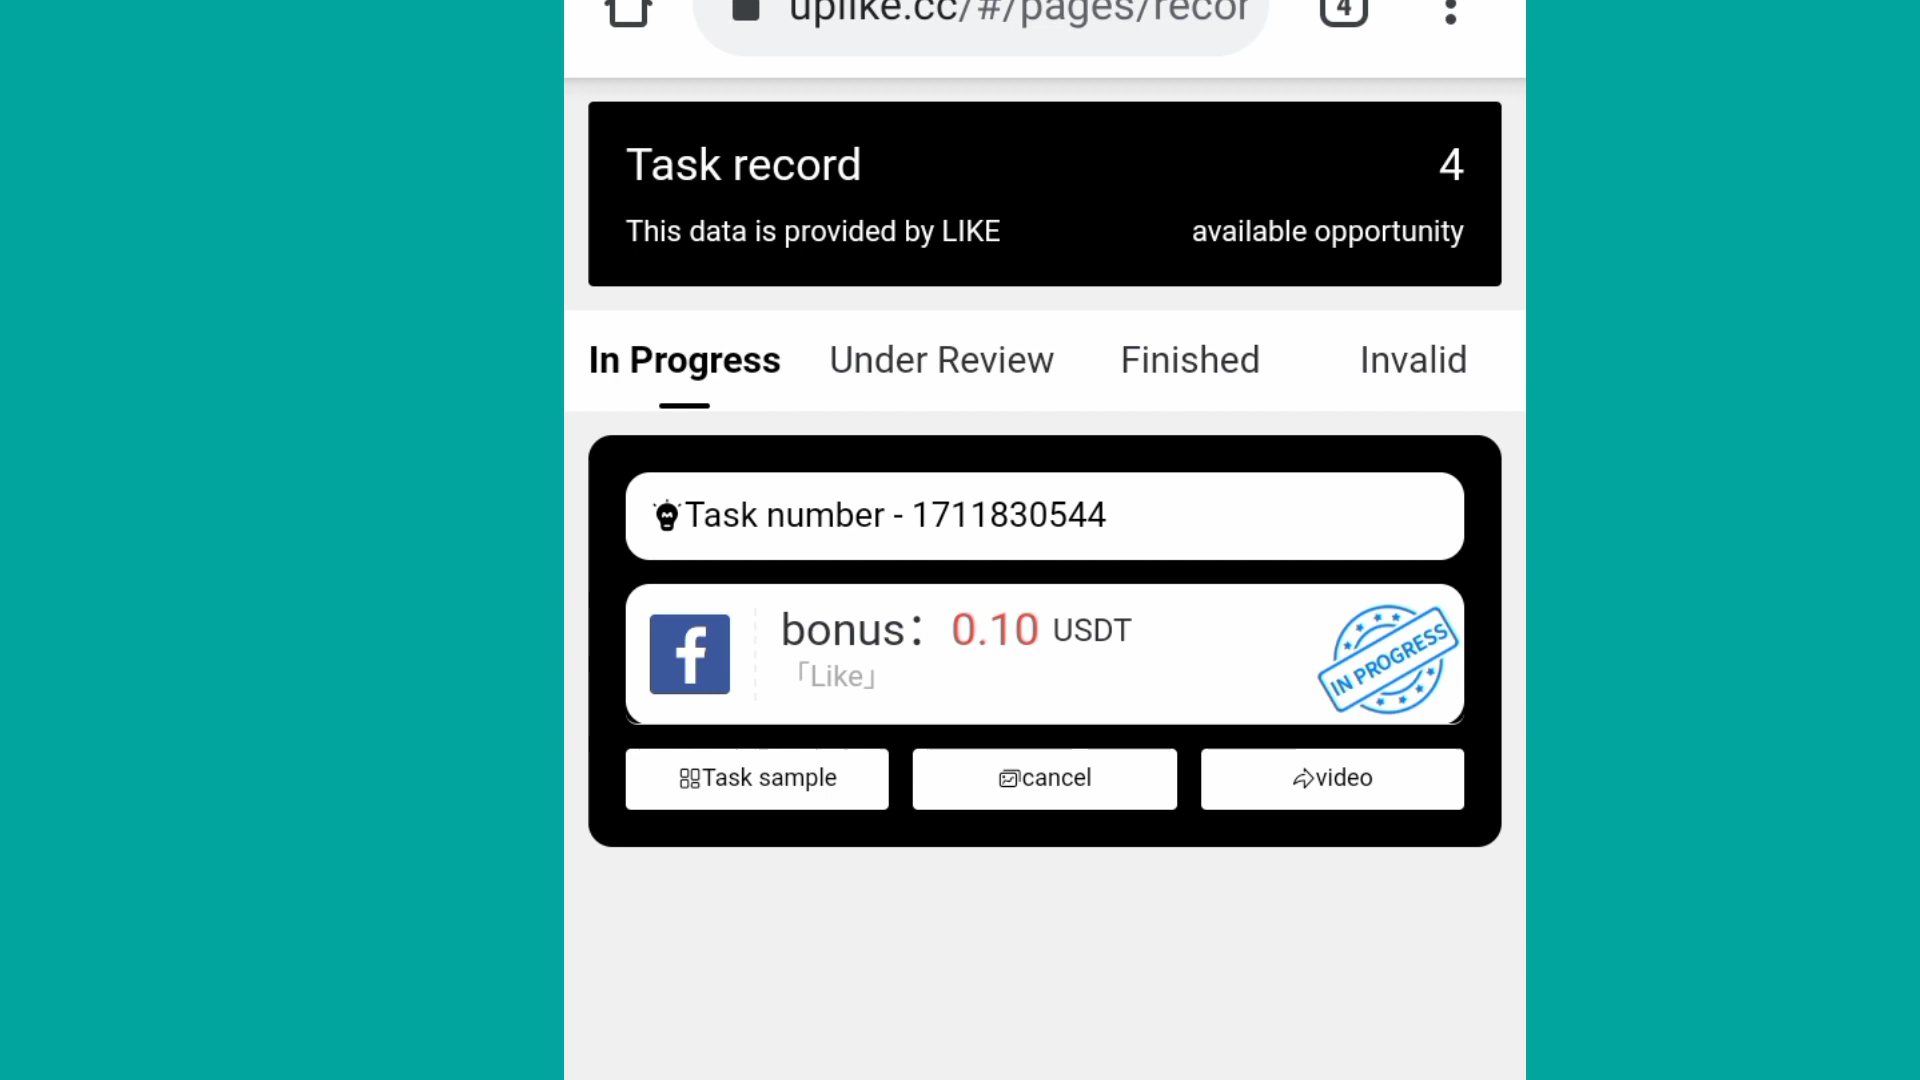 uplike.cc/#/pages/recor
4
Task record
4
This data is provided by LIKE
available opportunity
In Progress
Under Review
Finished
Invalid
Task number - 1711830544
f
bonus： 0.10 USDT
「Like」
IN PROGRESS
Task sample
cancel
video